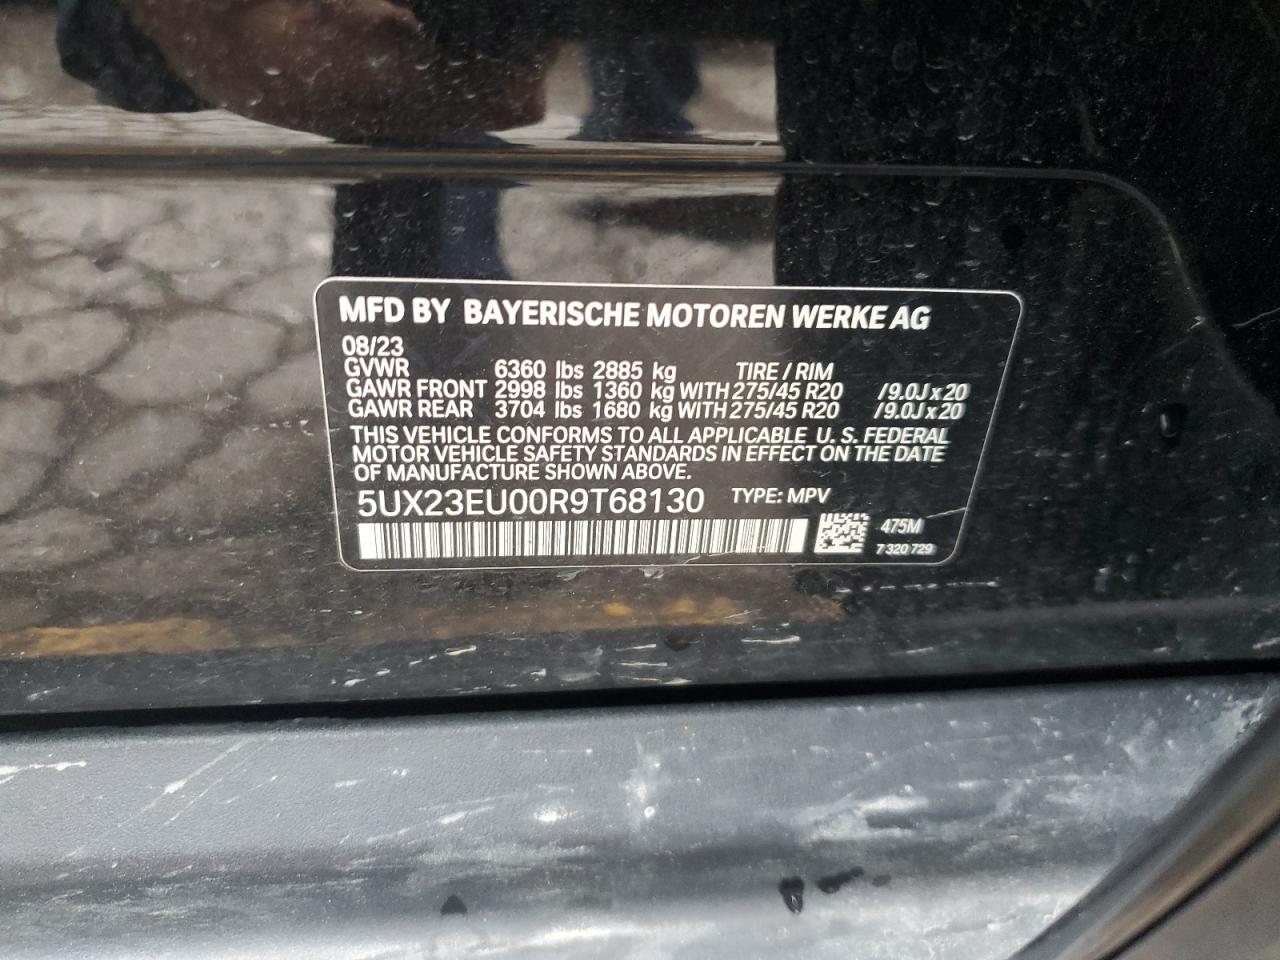 MFD BY BAYERISCHE MOTOREN WERKE AG
08/23
GVWR 6360 lbs 2885 kg TIRE / RIM
GAWR FRONT 2998 lbs 1360 kg WITH 275/45 R20 /9.0J x 20
GAWR REAR 3704 lbs 1680 kg WITH 275/45 R20 /9.0J x 20
THIS VEHICLE CONFORMS TO ALL APPLICABLE U. S. FEDERAL
MOTOR VEHICLE SAFETY STANDARDS IN EFFECT ON THE DATE
OF MANUFACTURE SHOWN ABOVE.
5UX23EU00R9T68130 TYPE: MPV
475M
7 320 729